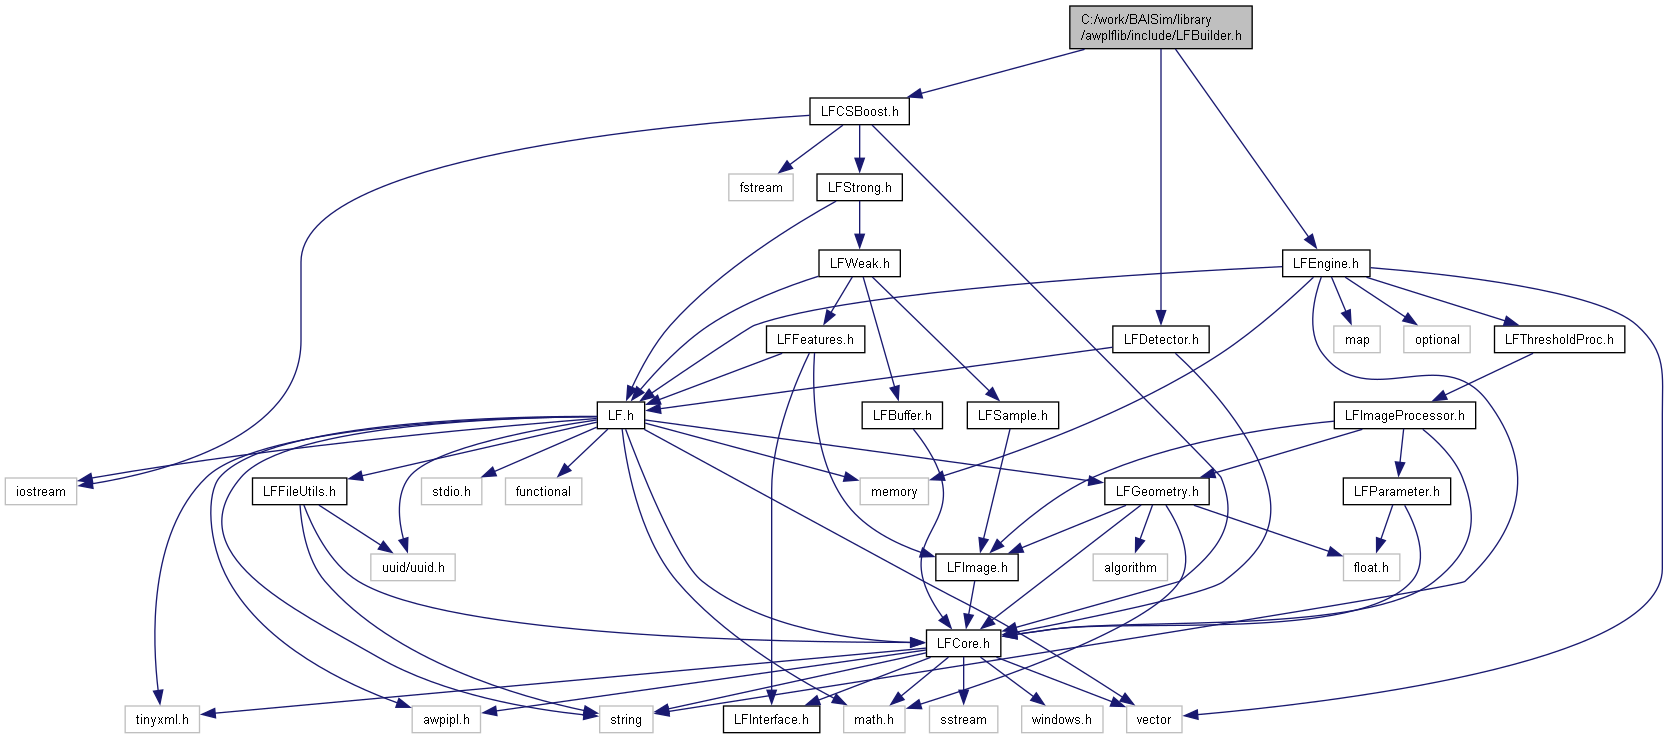 C:/work/BAISim/library
/awplflib/include/LFBuilder.h
LFCSBoost.h
fstream
LFStrong.h
LFWeak.h
LFEngine.h
LFFeatures.h
LFDetector.h
map
optional
LFThresholdProc.h
LF.h
LFBuffer.h
LFSample.h
LFImageProcessor.h
iostream
LFFileUtils.h
stdio.h
functional
memory
LFGeometry.h
LFParameter.h
uuid/uuid.h
LFImage.h
algorithm
float.h
LFCore.h
tinyxml.h
awpipl.h
string
LFInterface.h
math.h
sstream
windows.h
vector